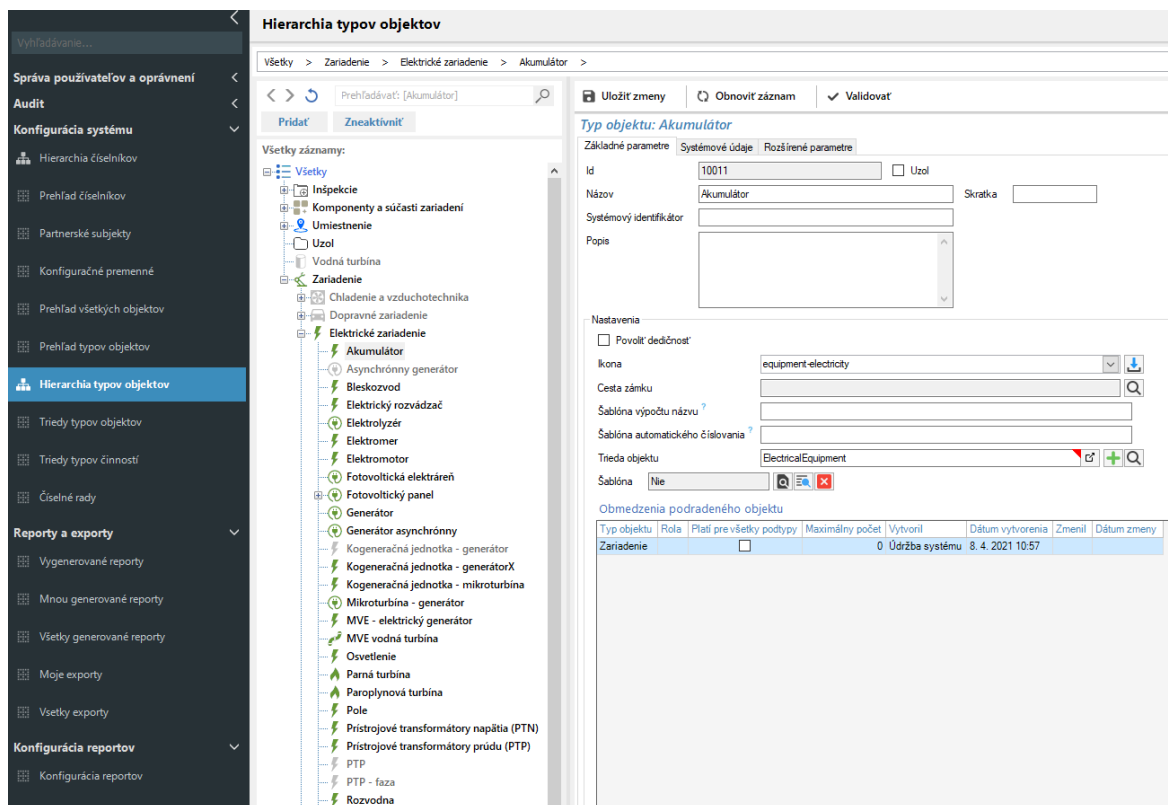 Vyhľadávanie...
Správa používateľov a oprávnení
Audit
Konfigurácia systému
Hierarchia číselníkov
Prehľad číselníkov
Partnerské subjekty
Konfiguračné premenné
Prehľad všetkých objektov
Prehľad typov objektov
Hierarchia typov objektov
Triedy typov objektov
Triedy typov činností
Číselné rady
Reporty a exporty
Vygenerované reporty
Mnou generované reporty
Všetky generované reporty
Moje exporty
Vsetky exporty
Konfigurácia reportov
Konfigurácia reportov
Hierarchia typov objektov
Všetky > Zariadenie > Elektrické zariadenie > Akumulátor >
Prehľadávať: [Akumulátor]
Pridať Zneaktívniť
Všetky záznamy:
Všetky
Inšpekcie
Komponenty a súčasti zariadení
Umiestnenie
Uzol
Vodná turbína
Zariadenie
Chladenie a vzduchotechnika
Dopravné zariadenie
Elektrické zariadenie
Akumulátor
Asynchrónny generátor
Bleskozvod
Elektrický rozvádzač
Elektrolyzér
Elektromer
Elektromotor
Fotovoltická elektráreň
Fotovoltický panel
Generátor
Generátor asynchrónny
Kogeneračná jednotka - generátor
Kogeneračná jednotka - generátorX
Kogeneračná jednotka - mikroturbína
Mikroturbína - generátor
MVE - elektrický generátor
MVE vodná turbína
Osvetlenie
Parná turbína
Paroplynová turbína
Pole
Prístrojové transformátory napätia (PTN)
Prístrojové transformátory prúdu (PTP)
PTP
PTP - faza
Rozvodna
Uložiť zmeny Obnoviť záznam Validovať
Typ objektu: Akumulátor
Základné parametre Systémové údaje Rozšírené parametre
Id 10011 Uzol
Názov Akumulátor Skratka
Systémový identifikátor
Popis
Nastavenia
Povoliť dedičnosť
Ikona equipment-electricity
Cesta zámku
Šablóna výpočtu názvu ?
Šablóna automatického číslovania ?
Trieda objektu ElectricalEquipment
Šablóna Nie
Obmedzenia podradeného objektu
Typ objektu Rola Platí pre všetky podtypy Maximálny počet Vytvoril Dátum vytvorenia Zmenil Dátum zmeny
Zariadenie 0 Údržba systému 8. 4. 2021 10:57